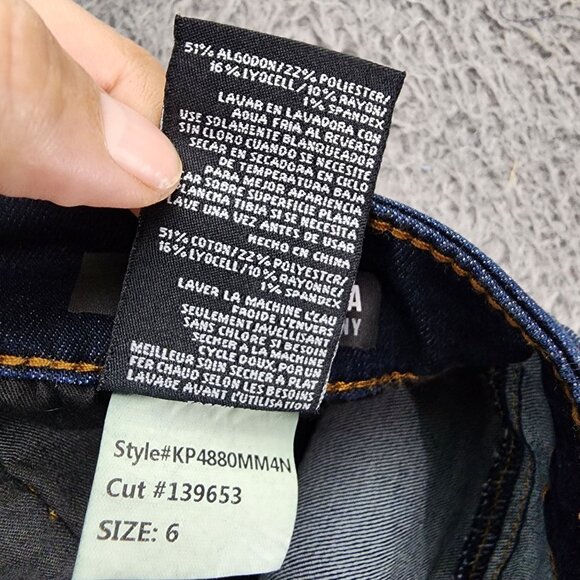 51% ALGODON/22% POLIESTER/
16% LYOCELL/10% RAYON/
1% SPANDEX
LAVAR EN LAVADORA CON
AGUA FRIA AL REVERSO
USE SOLAMENTE BLANQUEADOR
SIN CLORO CUANDO SE NECESITE
SECAR EN SECADORA EN CICLO
DE TEMPERATURA BAJA
PARA MEJOR APARIENCIA
SOBRE SUPERFICIE PLANA
PLANCHA TIBIA SI SE NECESITA
LAVE UNA VEZ ANTES DE USAR
HECHO EN CHINA
51% COTON/22% POLYESTER/
16% LYOCELL/10% RAYONNE/
1% SPANDEX
LAVER LA MACHINE L'EAU
FROIDE L'ENVERS
SEULEMENT JAVELLISANT
SANS CALORE SI BESOIN
SECHER A LA MACHINE
CYCLE DOUX, POR UN
MEILLEUR SOIN SECHER A PLAT
FER CHAUD SELON LES BESOINS
LAVAGE AVANT L'UTILISATION
A
NY
Style#KP4880MM4N
Cut #139653
SIZE: 6